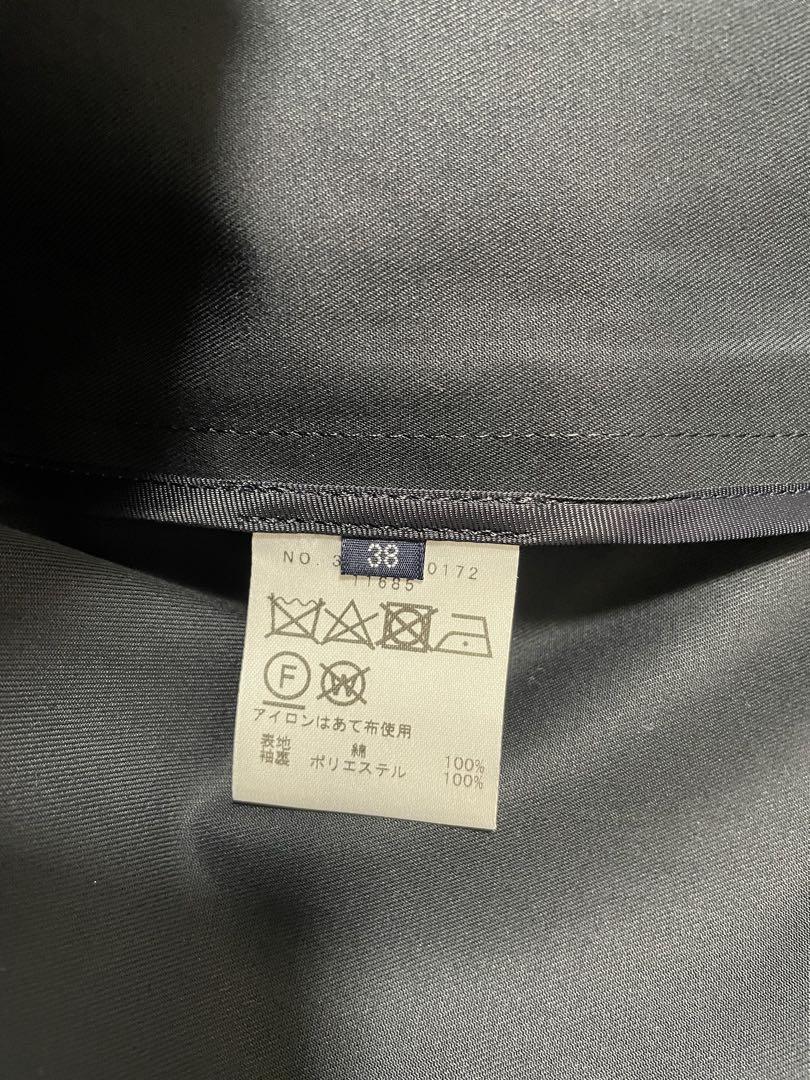 38
NO. 3 0172
11685
F W
アイロンはあて布使用
表地 綿 100%
袖裏 ポリエステル 100%